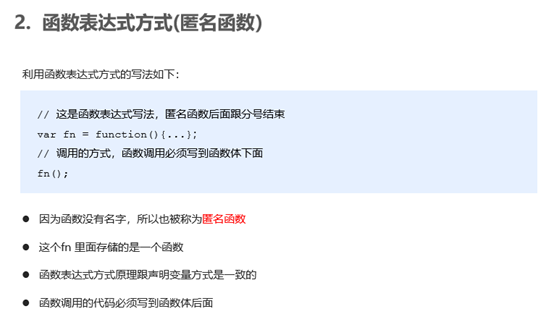 2. 函数表达式方式(匿名函数)
利用函数表达式方式的写法如下：
// 这是函数表达式写法，匿名函数后面跟分号结束
var fn = function(){...};
// 调用的方式，函数调用必须写到函数体下面
fn();
● 因为函数没有名字，所以也被称为匿名函数
● 这个fn 里面存储的是一个函数
● 函数表达式方式原理跟声明变量方式是一致的
● 函数调用的代码必须写到函数体后面